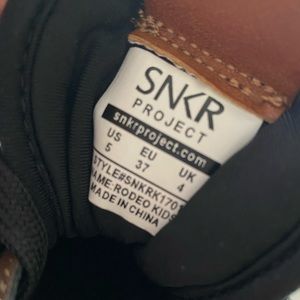 SNKR
PROJECT
snkrproject.com
US EU UK
5 37 4
STYLE#SNKRK170
NAME:RODEO KIDS
MADE IN CHINA